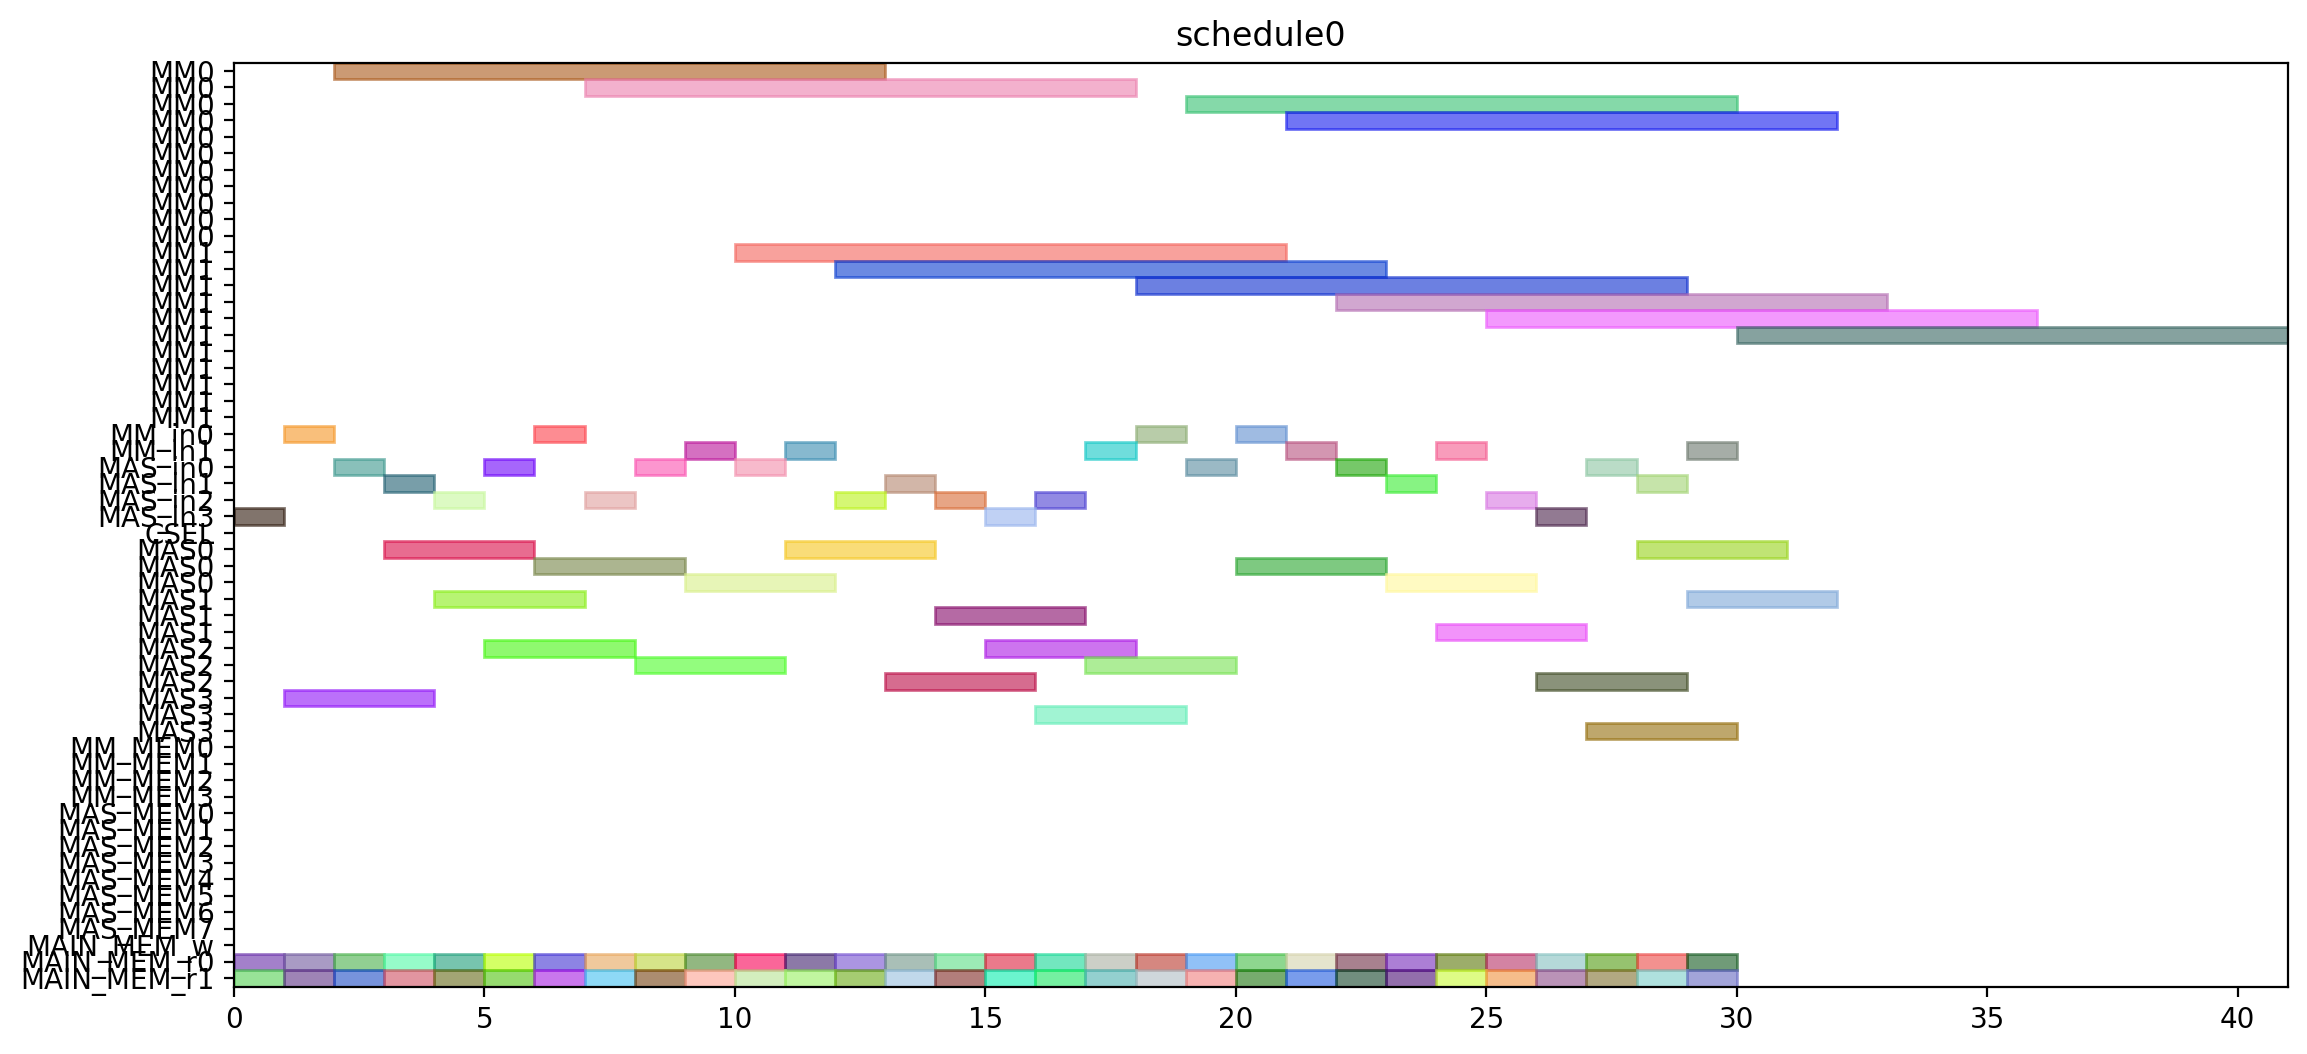 schedule0
MM0
MM0
MM0
MM0
MM0
MM0
MM0
MM0
MM0
MM0
MM0
MM1
MM1
MM1
MM1
MM1
MM1
MM1
MM1
MM1
MM1
MM1
MM_in0
MM_in1
MAS_in0
MAS_in1
MAS_in2
MAS_in3
CSEL
MAS0
MAS0
MAS0
MAS1
MAS1
MAS1
MAS2
MAS2
MAS2
MAS3
MAS3
MAS3
MM_MEM0
MM_MEM1
MM_MEM2
MM_MEM3
MAS_MEM0
MAS_MEM1
MAS_MEM2
MAS_MEM3
MAS_MEM4
MAS_MEM5
MAS_MEM6
MAS_MEM7
MAIN_MEM_w
MAIN_MEM_r0
MAIN_MEM_r1
0 5 10 15 20 25 30 35 40